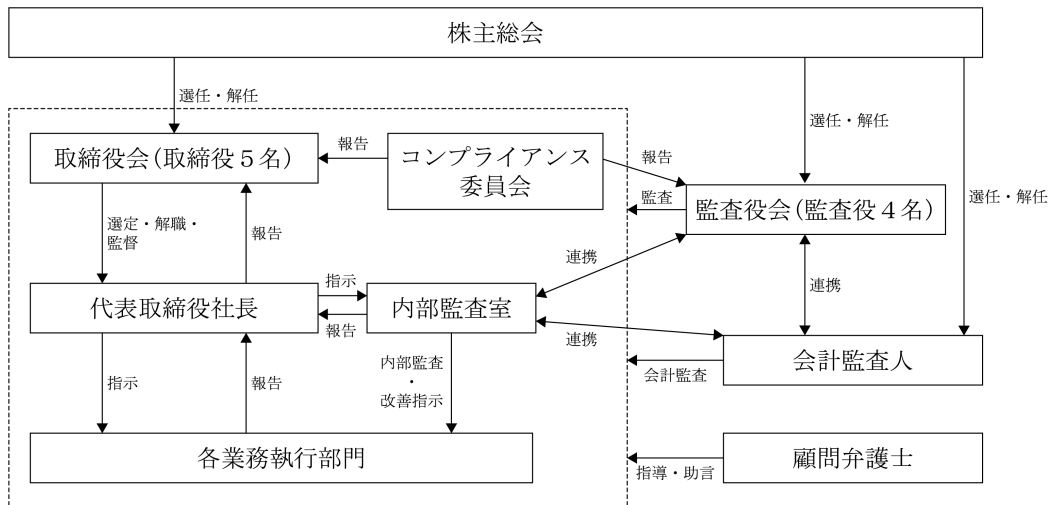 株主総会
選任・解任
選任・解任
選任・解任
取締役会(取締役５名)
報告
コンプライアンス
委員会
報告
監査
監査役会(監査役４名)
選定・解職・
監督
報告
連携
連携
代表取締役社長
指示
報告
内部監査室
連携
会計監査人
会計監査
指示
報告
内部監査
・
改善指示
各業務執行部門
指導・助言
顧問弁護士